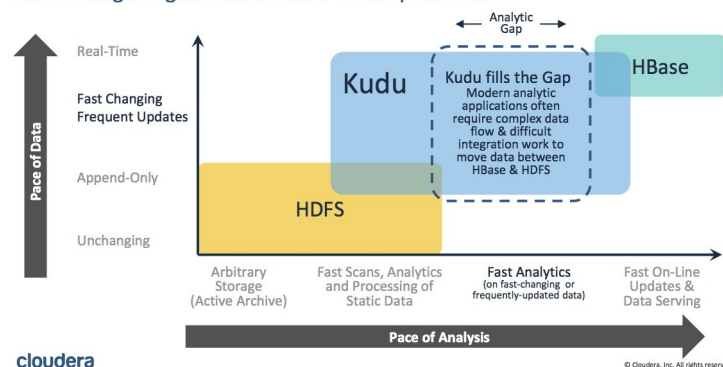 Analytic
Gap
Real-Time
Fast Changing
Frequent Updates
Append-Only
Unchanging
Pace of Data
Kudu
Kudu fills the Gap
Modern analytic
applications often
require complex data
flow & difficult
integration work to
move data between
HBase & HDFS
HBase
HDFS
Arbitrary
Storage
(Active Archive)
Fast Scans, Analytics
and Processing of
Static Data
Fast Analytics
(on fast-changing or
frequently-updated data)
Fast On-Line
Updates &
Data Serving
Pace of Analysis
cloudera
© Cloudera, Inc. All rights